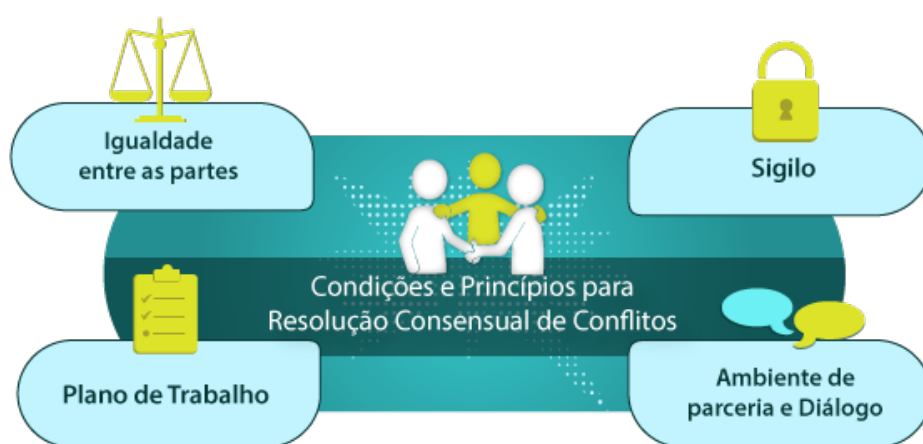 Igualdade
entre as partes
Sigilo
Condições e Princípios para
Resolução Consensual de Conflitos
Plano de Trabalho
Ambiente de
parceria e Diálogo